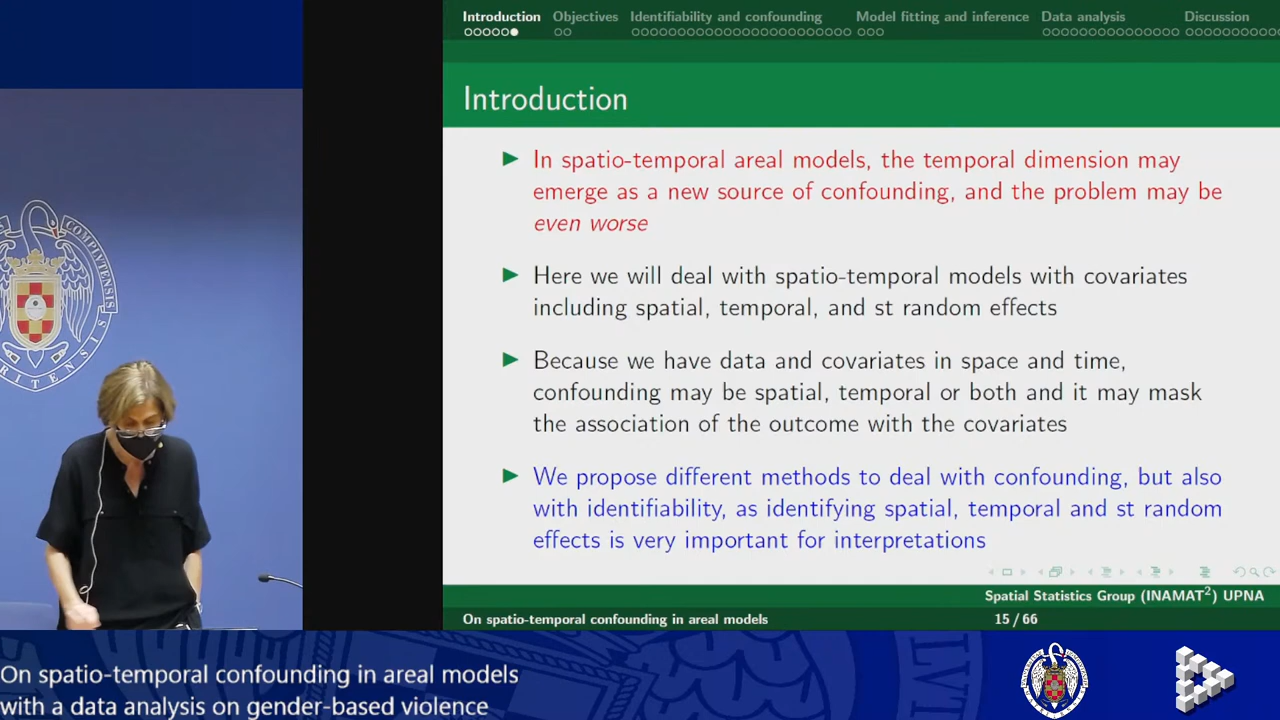 Introduction Objectives Identifiability and confounding Model fitting and inference Data analysis Discussion
Introduction
In spatio-temporal areal models, the temporal dimension may
emerge as a new source of confounding, and the problem may be
even worse
Here we will deal with spatio-temporal models with covariates
including spatial, temporal, and st random effects
Because we have data and covariates in space and time,
confounding may be spatial, temporal or both and it may mask
the association of the outcome with the covariates
We propose different methods to deal with confounding, but also
with identifiability, as identifying spatial, temporal and st random
effects is very important for interpretations
Spatial Statistics Group (INAMAT²) UPNA
On spatio-temporal confounding in areal models 15 / 66
On spatio-temporal confounding in areal models
with a data analysis on gender-based violence